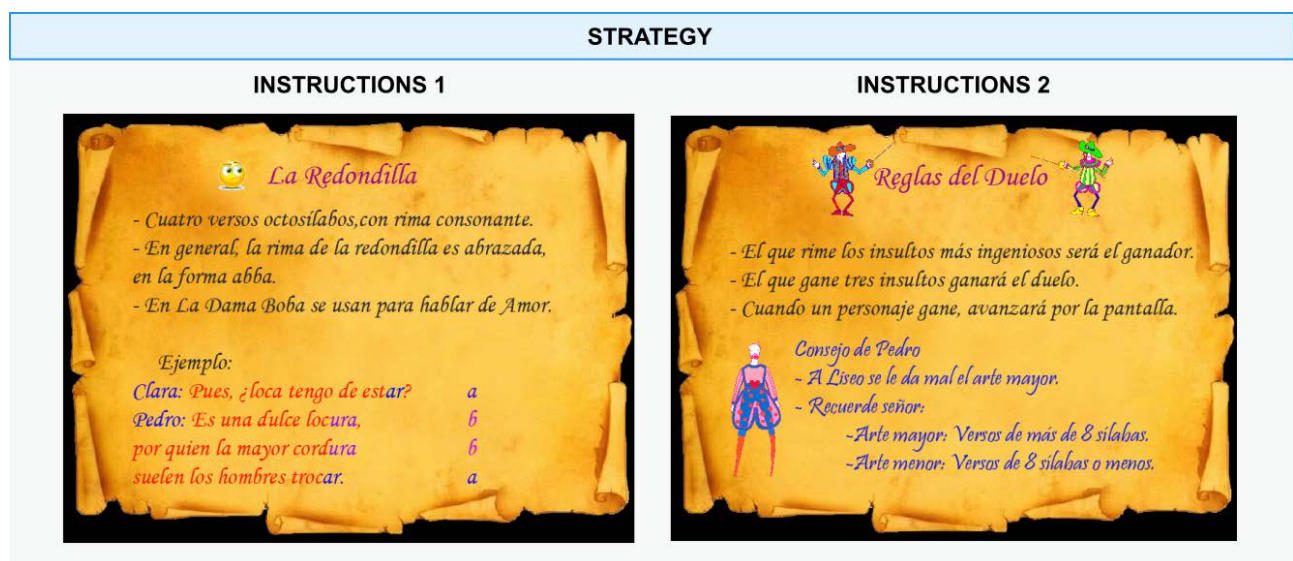 STRATEGY
INSTRUCTIONS 1
La Redondilla
- Cuatro versos octosílabos,con rima consonante.
- En general, la rima de la redondilla es abrazada,
en la forma abba.
- En La Dama Boba se usan para hablar de Amor.
Ejemplo:
Clara: Pues, ¿loca tengo de estar? a
Pedro: Es una dulce locura, b
por quien la mayor cordura b
suelen los hombres trocar. a
INSTRUCTIONS 2
Reglas del Duelo
- El que rime los insultos más ingeniosos será el ganador.
- El que gane tres insultos ganará el duelo.
- Cuando un personaje gane, avanzará por la pantalla.
Consejo de Pedro
- A Liseo se le da mal el arte mayor.
- Recuerde señor:
-Arte mayor: Versos de más de 8 sílabas.
-Arte menor: Versos de 8 sílabas o menos.